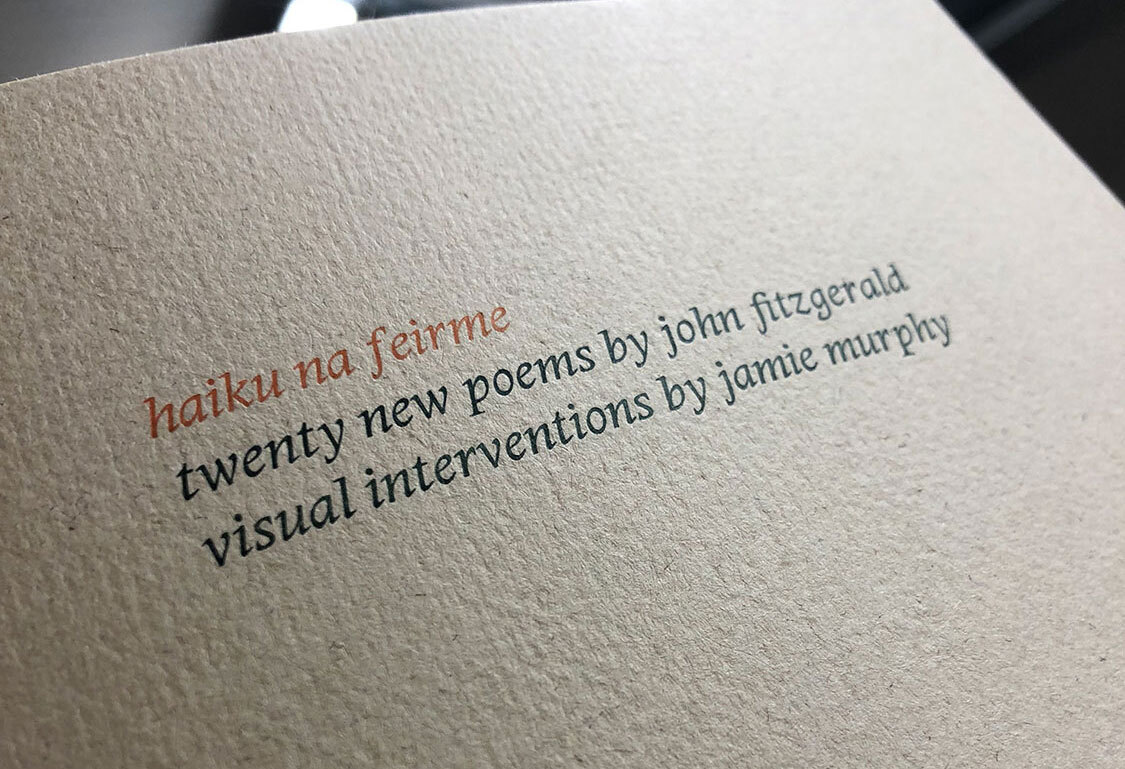 haiku na feirme
twenty new poems by john fitzgerald
visual interventions by jamie murphy